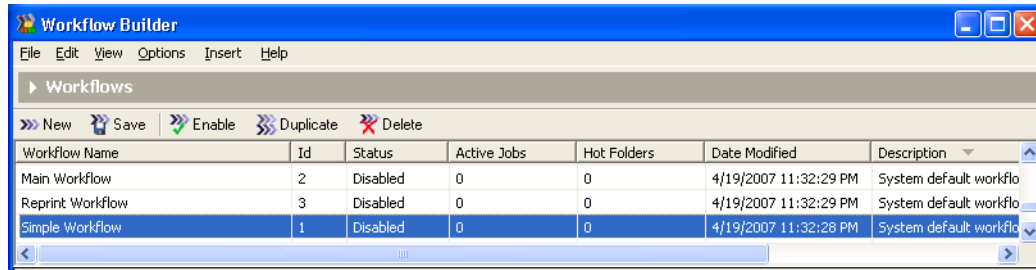 Workflow Builder
File Edit View Options Insert Help
Workflows
New Save Enable Duplicate Delete
Workflow Name Id Status Active Jobs Hot Folders Date Modified Description
Main Workflow 2 Disabled 0 0 4/19/2007 11:32:29 PM System default workflo
Reprint Workflow 3 Disabled 0 0 4/19/2007 11:32:29 PM System default workflo
Simple Workflow 1 Disabled 0 0 4/19/2007 11:32:28 PM System default workflo